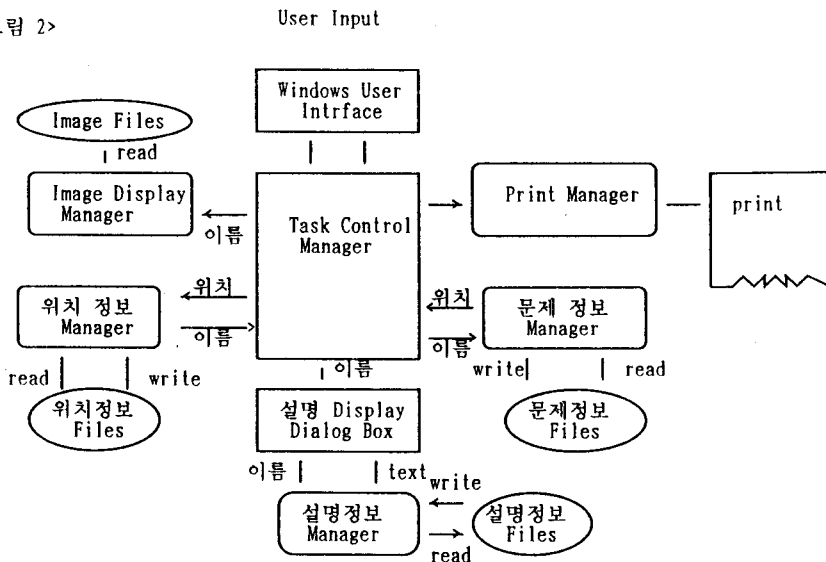 림 2>
User Input
Windows User
Intrface
Image Files
read
Image Display
Manager
이름
Task Control
Manager
Print Manager
print
위치 정보
Manager
위치
이름
위치
이름
문제 정보
Manager
read
write
위치정보
Files
이름
설명 Display
Dialog Box
write
read
문제정보
Files
이름
text
설명정보
Manager
write
read
설명정보
Files